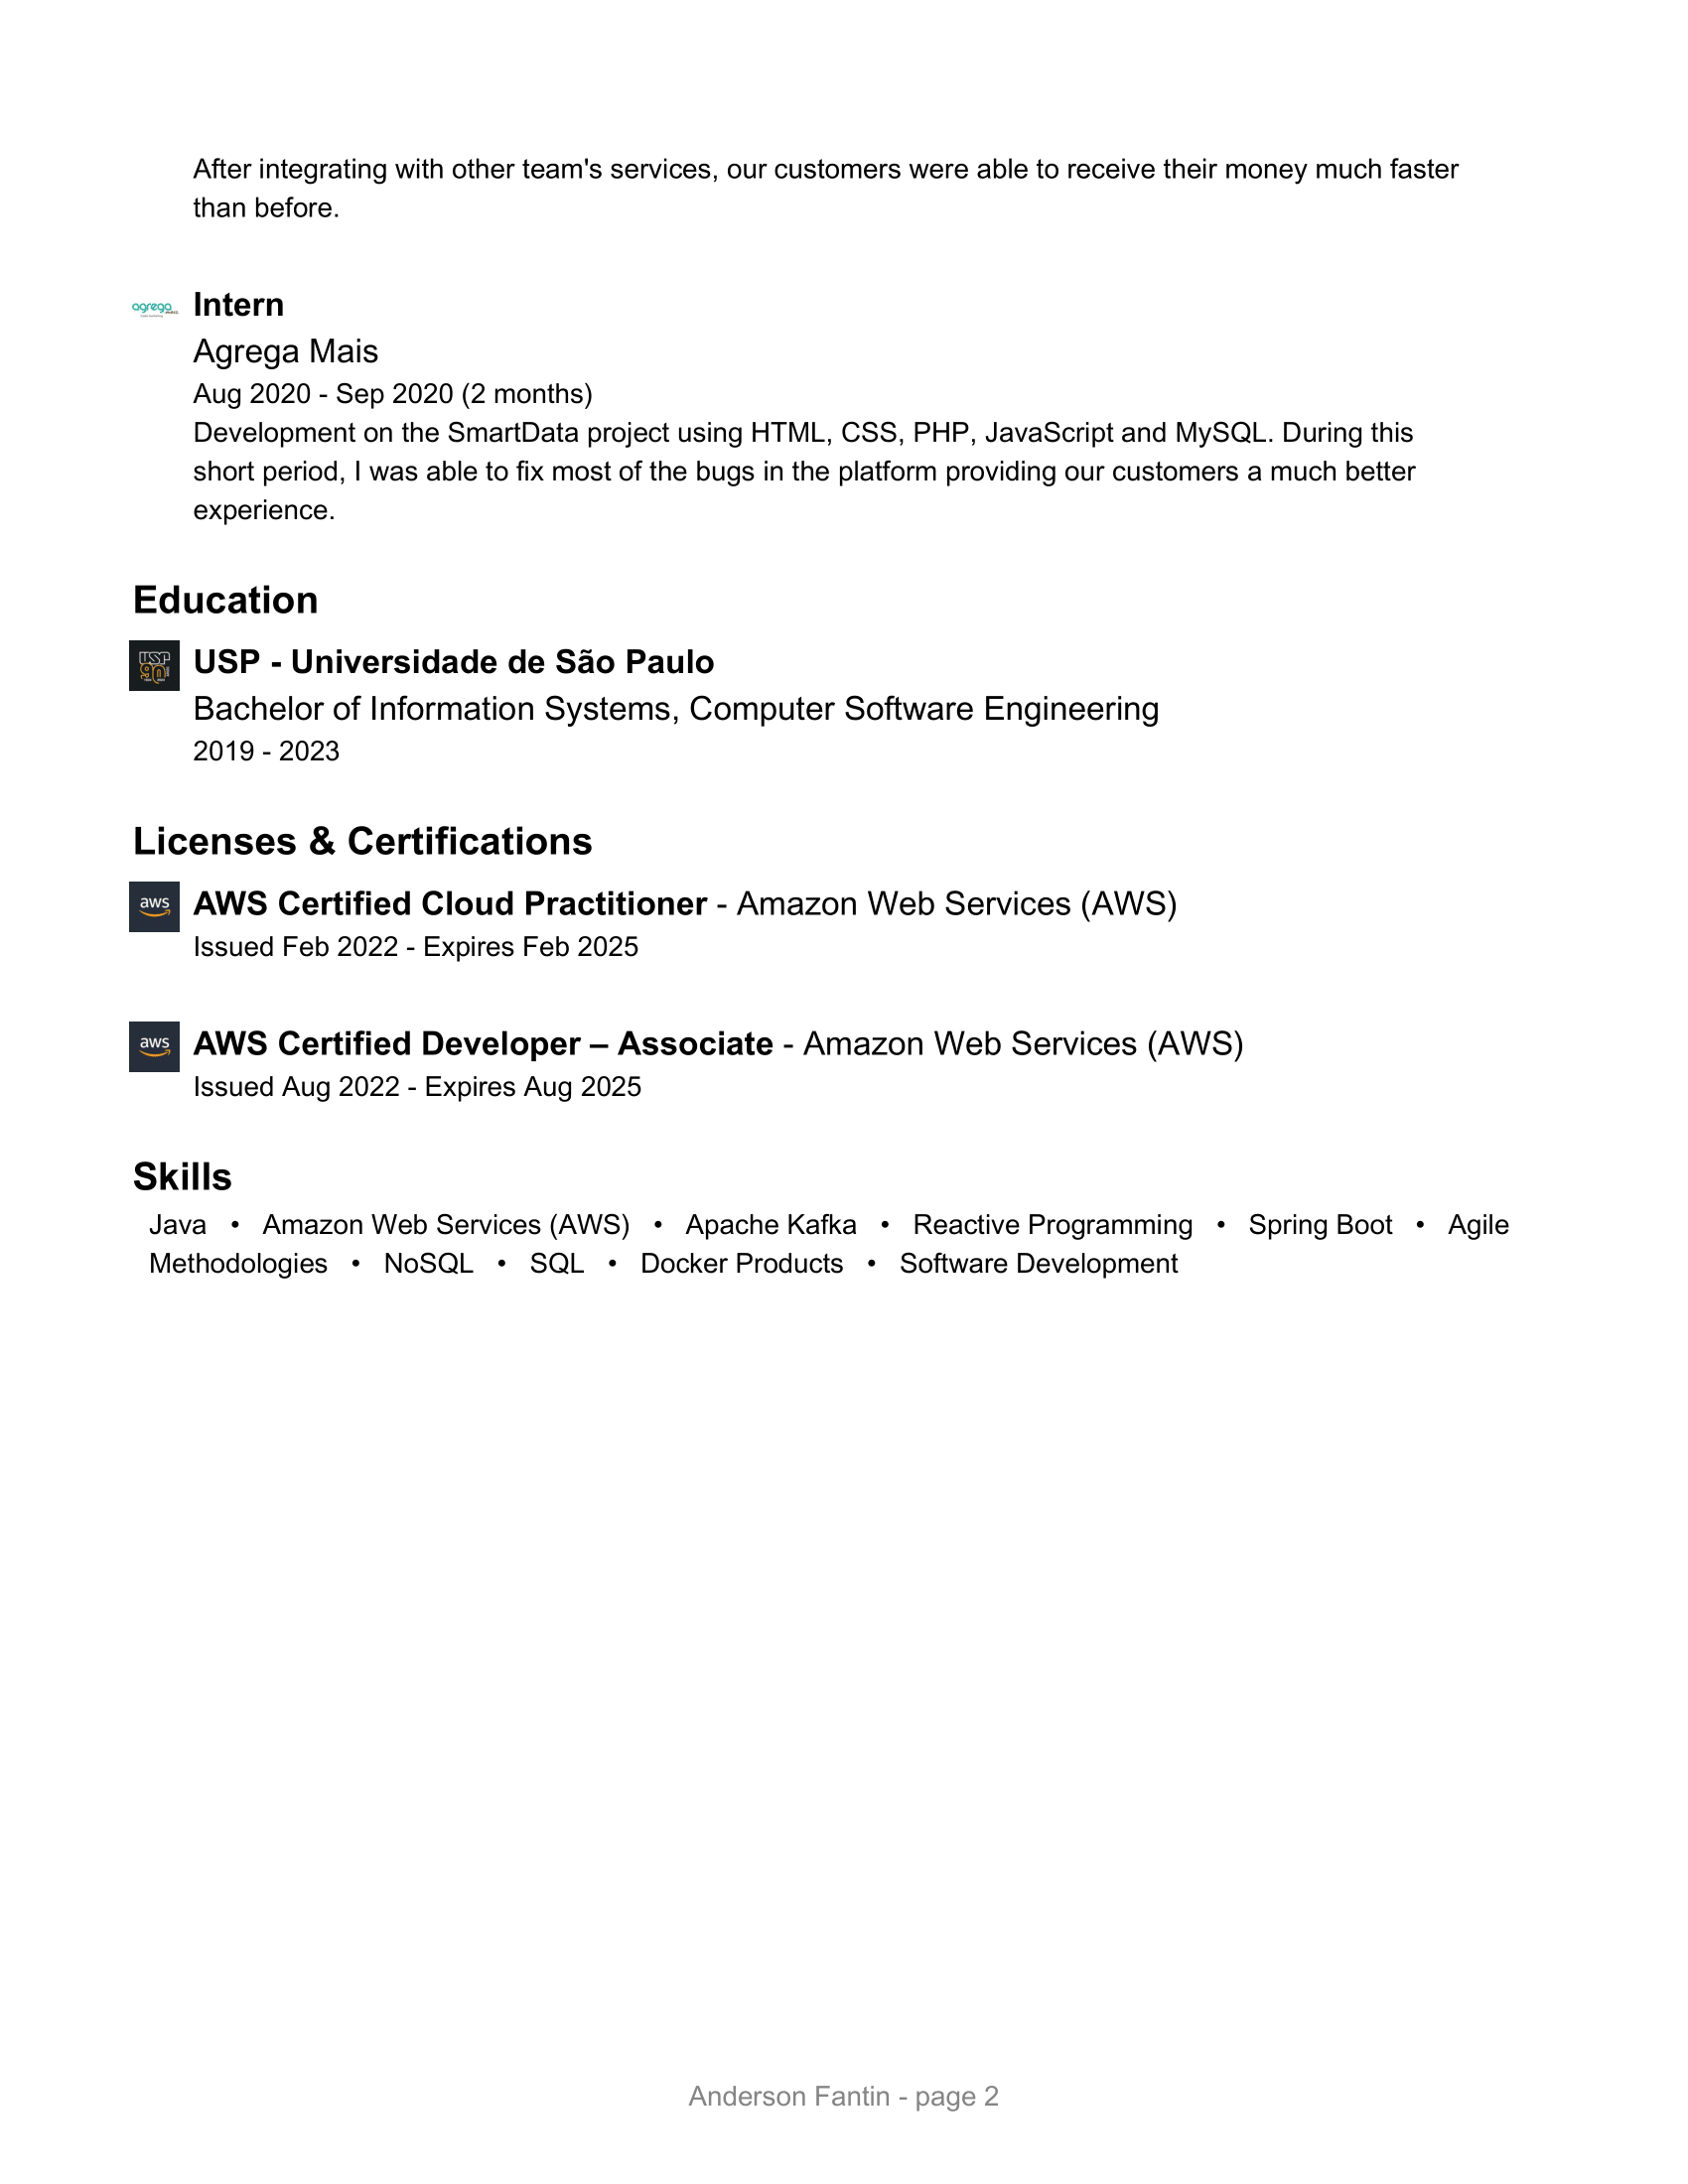 After integrating with other team's services, our customers were able to receive their money much faster
than before.
agrega
Intern
Agrega Mais
Aug 2020 - Sep 2020 (2 months)
Development on the SmartData project using HTML, CSS, PHP, JavaScript and MySQL. During this
short period, I was able to fix most of the bugs in the platform providing our customers a much better
experience.
Education
USP
90
USP - Universidade de São Paulo
Bachelor of Information Systems, Computer Software Engineering
2019 - 2023
Licenses & Certifications
aws
AWS Certified Cloud Practitioner - Amazon Web Services (AWS)
Issued Feb 2022 - Expires Feb 2025
aws
AWS Certified Developer – Associate - Amazon Web Services (AWS)
Issued Aug 2022 - Expires Aug 2025
Skills
Java • Amazon Web Services (AWS) • Apache Kafka • Reactive Programming • Spring Boot • Agile
Methodologies • NoSQL • SQL • Docker Products • Software Development
Anderson Fantin - page 2